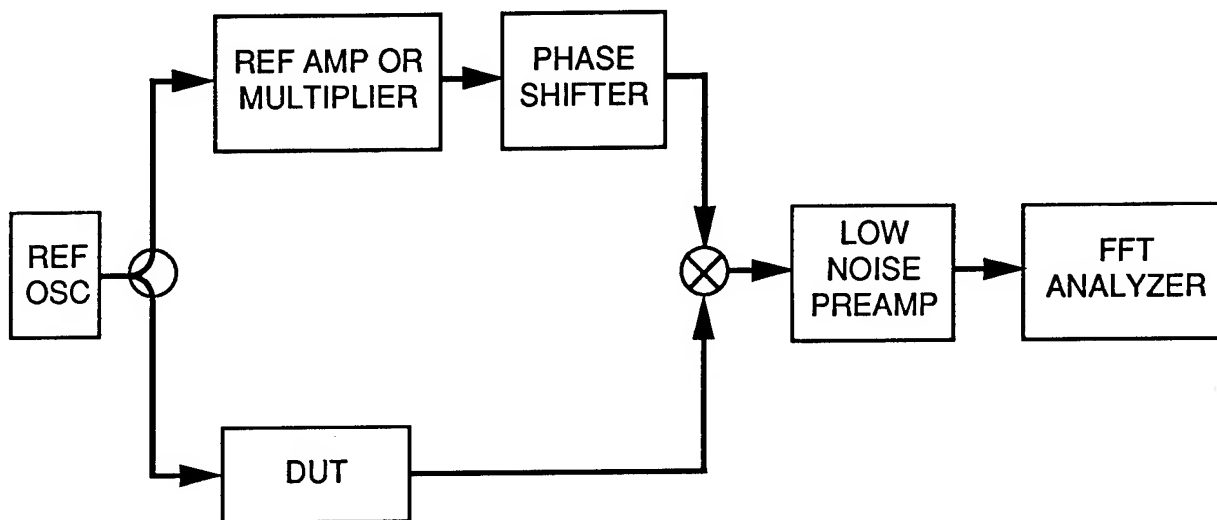 REF AMP OR
MULTIPLIER
PHASE
SHIFTER
REF
OSC
LOW
NOISE
PREAMP
FFT
ANALYZER
DUT